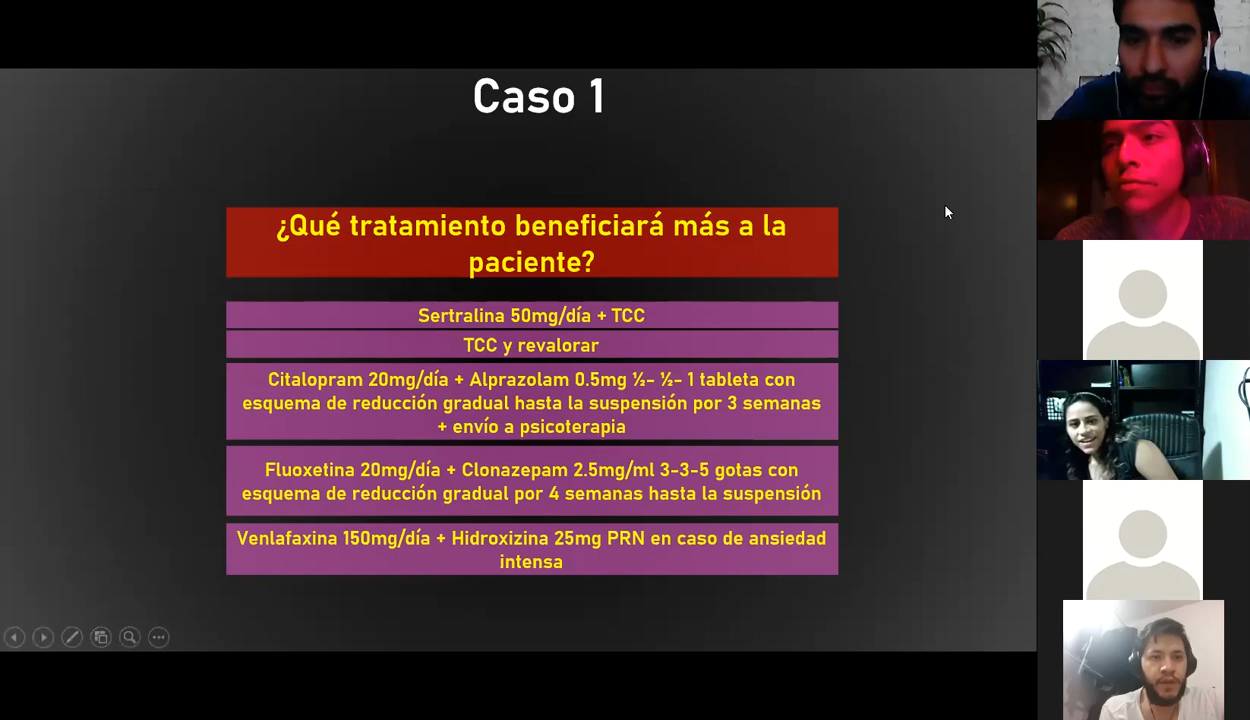 Caso 1
¿Qué tratamiento beneficiará más a la
paciente?
Sertralina 50mg/día + TCC
TCC y revalorar
Citalopram 20mg/día + Alprazolam 0.5mg ½- ½- 1 tableta con
esquema de reducción gradual hasta la suspensión por 3 semanas
+ envío a psicoterapia
Fluoxetina 20mg/día + Clonazepam 2.5mg/ml 3-3-5 gotas con
esquema de reducción gradual por 4 semanas hasta la suspensión
Venlafaxina 150mg/día + Hidroxizina 25mg PRN en caso de ansiedad
intensa